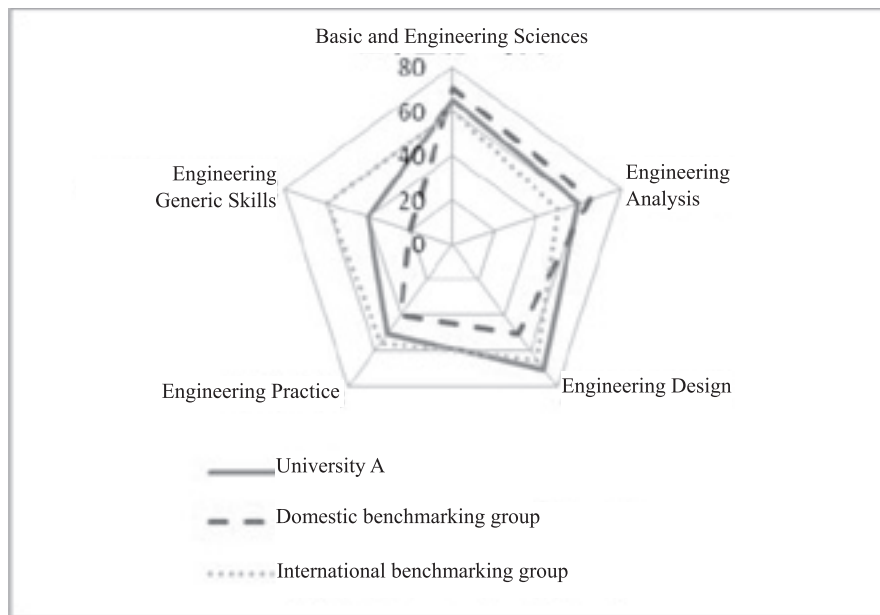 Basic and Engineering Sciences
80
60
40
20
0
Engineering
Generic Skills
Engineering
Analysis
Engineering Practice
Engineering Design
University A
Domestic benchmarking group
International benchmarking group